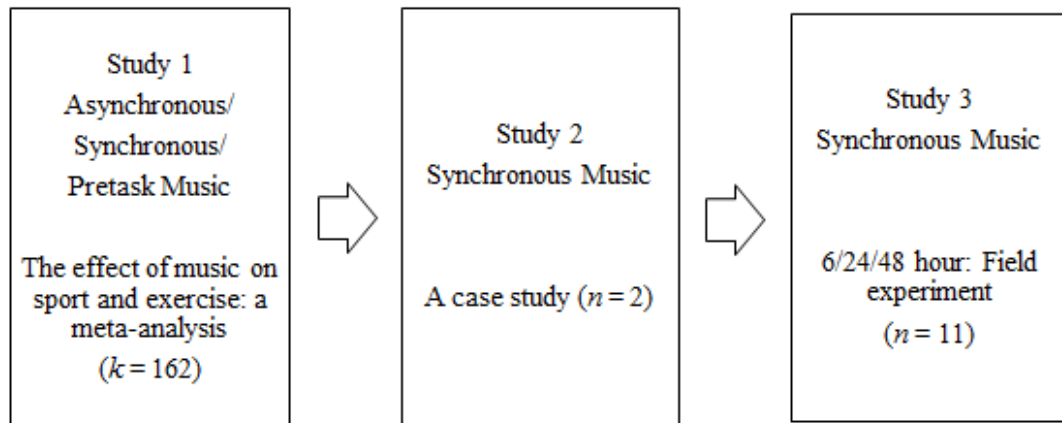 Study 1
Asynchronous/
Synchronous/
Pretask Music
The effect of music on
sport and exercise: a
meta-analysis
(k = 162)
Study 2
Synchronous Music
A case study (n = 2)
Study 3
Synchronous Music
6/24/48 hour: Field
experiment
(n = 11)